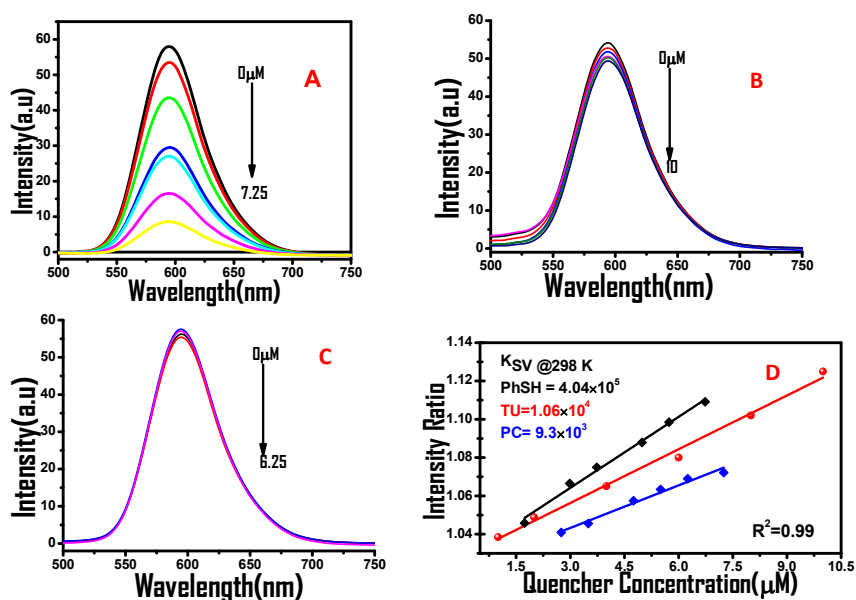 60
50
40
30
20
10
0
Intensity(a.u)
0μM
7.25
A
500 550 600 650 700 750
Wavelength(nm)
60
50
40
30
20
10
0
Intensity(a.u)
0μM
10
B
500 550 600 650 700 750
Wavelength(nm)
60
50
40
30
20
10
0
Intensity(a.u)
0μM
6.25
C
500 550 600 650 700 750
Wavelength(nm)
1.14
1.12
1.10
1.08
1.06
1.04
Intensity Ratio
KSV @298 K
PhSH = 4.04×10⁵
TU=1.06×10⁴
PC= 9.3×10³
D
R²=0.99
1.5 3.0 4.5 6.0 7.5 9.0 10.5
Quencher Concentration(μM)